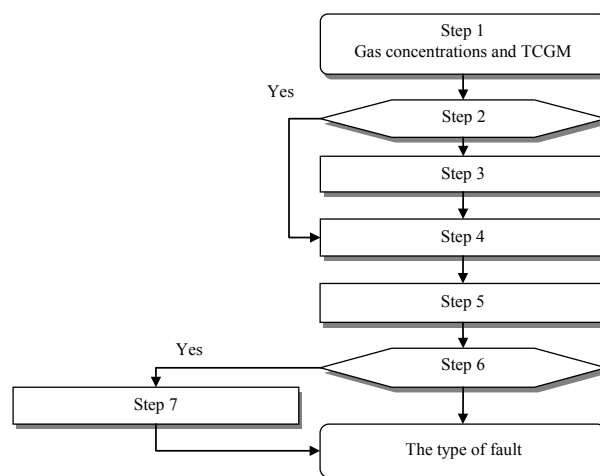 Step 1
Gas concentrations and TCGM
Yes
Step 2
Step 3
Step 4
Step 5
Yes
Step 6
Step 7
The type of fault